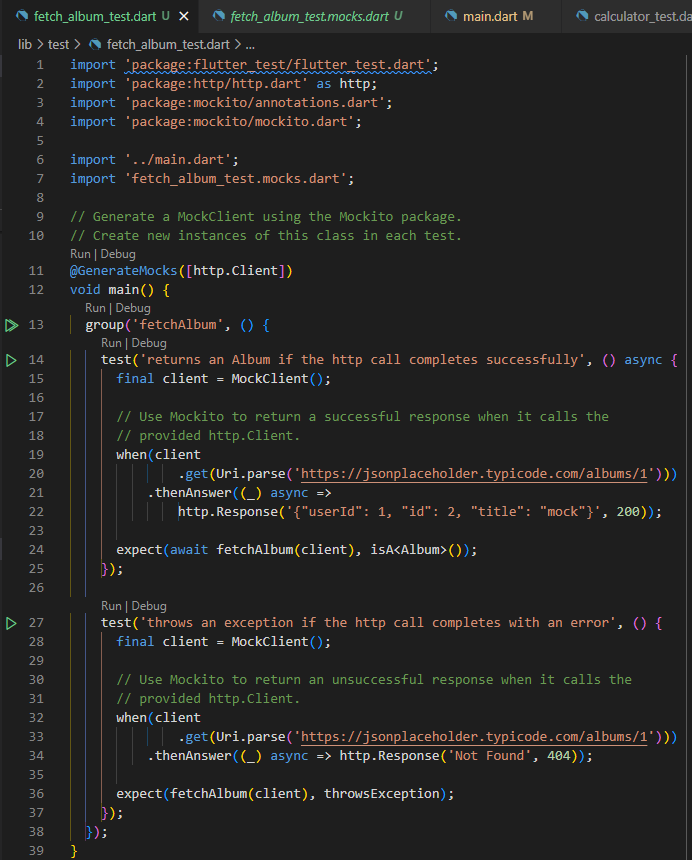 fetch_album_test.dart U
fetch_album_test.mocks.dart U
main.dart M
calculator_test.da
lib > test > fetch_album_test.dart > ...
1 import 'package:flutter_test/flutter_test.dart';
2 import 'package:http/http.dart' as http;
3 import 'package:mockito/annotations.dart';
4 import 'package:mockito/mockito.dart';
5
6 import '../main.dart';
7 import 'fetch_album_test.mocks.dart';
8
9 // Generate a MockClient using the Mockito package.
10 // Create new instances of this class in each test.
Run | Debug
11 @GenerateMocks([http.Client])
12 void main() {
Run | Debug
13 group('fetchAlbum', () {
Run | Debug
14 test('returns an Album if the http call completes successfully', () async {
15 final client = MockClient();
16
17 // Use Mockito to return a successful response when it calls the
18 // provided http.Client.
19 when(client
20 .get(Uri.parse('https://jsonplaceholder.typicode.com/albums/1')))
21 .thenAnswer((_) async =>
22 http.Response('{"userId": 1, "id": 2, "title": "mock"}', 200));
23
24 expect(await fetchAlbum(client), isA<Album>());
25 });
26
Run | Debug
27 test('throws an exception if the http call completes with an error', () {
28 final client = MockClient();
29
30 // Use Mockito to return an unsuccessful response when it calls the
31 // provided http.Client.
32 when(client
33 .get(Uri.parse('https://jsonplaceholder.typicode.com/albums/1')))
34 .thenAnswer((_) async => http.Response('Not Found', 404));
35
36 expect(fetchAlbum(client), throwsException);
37 });
38 });
39 }